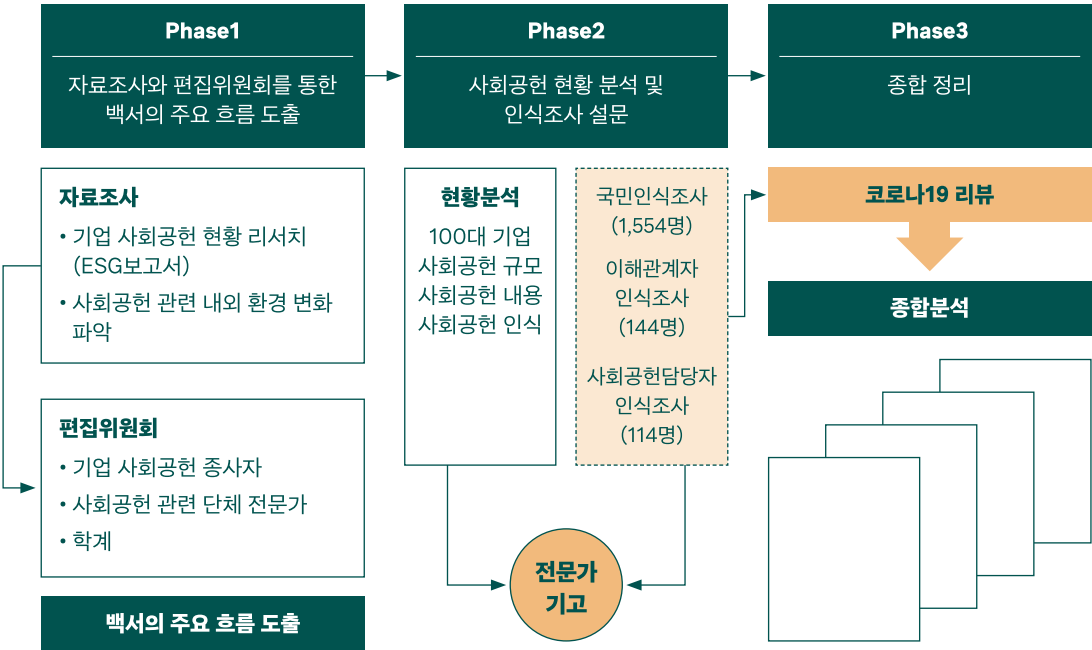 Phase1
자료조사와 편집위원회를 통한
백서의 주요 흐름 도출
Phase2
사회공헌 현황 분석 및
인식조사 설문
Phase3
종합 정리
자료조사
• 기업 사회공헌 현황 리서치
(ESG보고서)
• 사회공헌 관련 내외 환경 변화
파악
편집위원회
• 기업 사회공헌 종사자
• 사회공헌 관련 단체 전문가
• 학계
백서의 주요 흐름 도출
현황분석
100대 기업
사회공헌 규모
사회공헌 내용
사회공헌 인식
국민인식조사
(1,554명)
이해관계자
인식조사
(144명)
사회공헌담당자
인식조사
(114명)
전문가
기고
코로나19 리뷰
종합분석